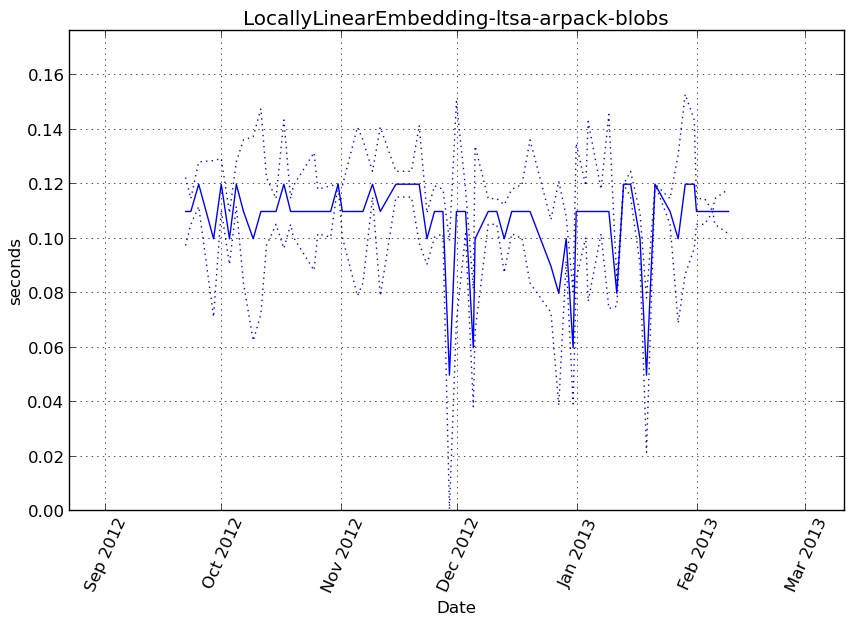 LocallyLinearEmbedding-ltsa-arpack-blobs
0.16
0.14
0.12
0.10
0.08
0.06
0.04
0.02
0.00
seconds
Sep 2012
Oct 2012
Nov 2012
Dec 2012
Jan 2013
Feb 2013
Mar 2013
Date